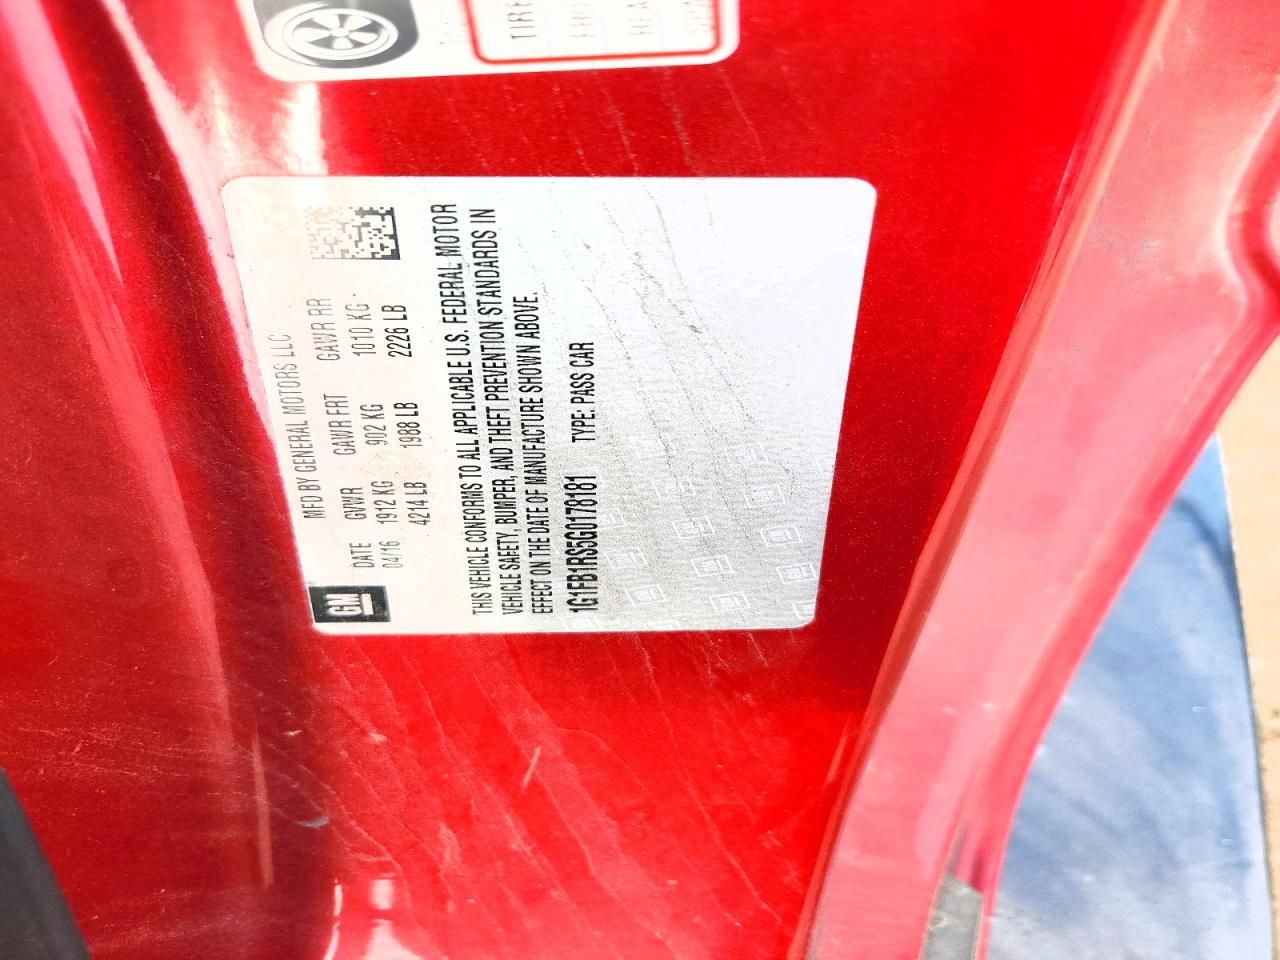 TIRE
MFD BY GENERAL MOTORS LLC
GM
DATE GVWR GAWR FRT GAWR RR
04/16 1912 KG 902 KG 1010 KG
4214 LB 1988 LB 2226 LB
THIS VEHICLE CONFORMS TO ALL APPLICABLE U.S. FEDERAL MOTOR
VEHICLE SAFETY, BUMPER, AND THEFT PREVENTION STANDARDS IN
EFFECT ON THE DATE OF MANUFACTURE SHOWN ABOVE.
1G1FB1RS5G0178181 TYPE: PASS CAR